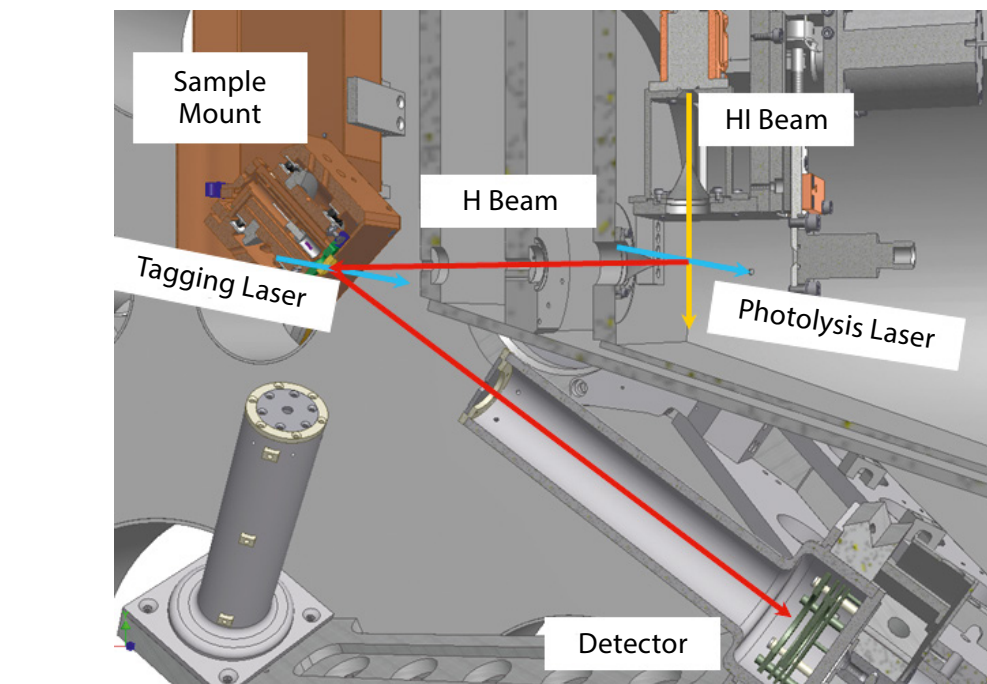 Sample
Mount
HI Beam
H Beam
Tagging Laser
Photolysis Laser
Detector